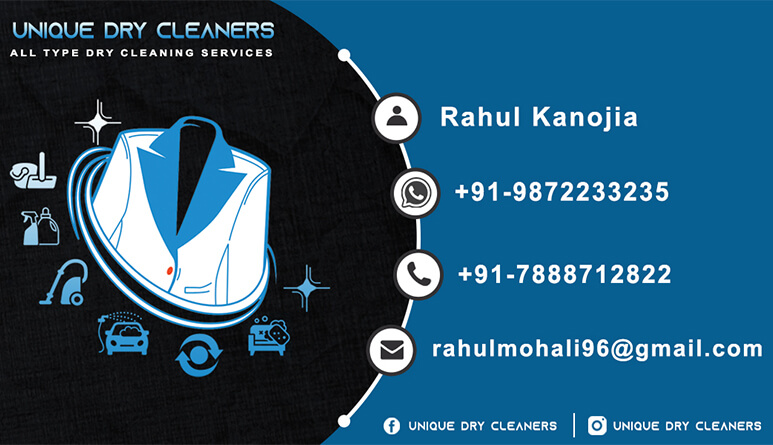 UNIQUE DRY CLEANERS
ALL TYPE DRY CLEANING SERVICES
Rahul Kanojia
+91-9872233235
+91-7888712822
rahulmohali96@gmail.com
UNIQUE DRY CLEANERS | UNIQUE DRY CLEANERS